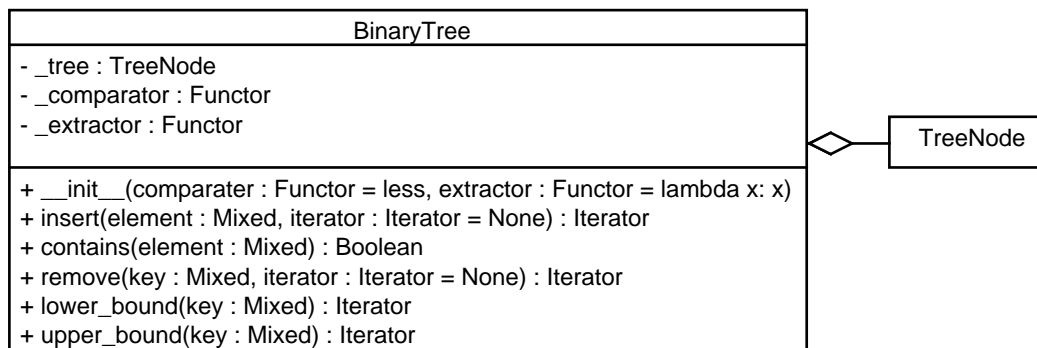 BinaryTree
- _tree : TreeNode
- _comparator : Functor
- _extractor : Functor
TreeNode
+ __init__(comparater : Functor = less, extractor : Functor = lambda x: x)
+ insert(element : Mixed, iterator : Iterator = None) : Iterator
+ contains(element : Mixed) : Boolean
+ remove(key : Mixed, iterator : Iterator = None) : Iterator
+ lower_bound(key : Mixed) : Iterator
+ upper_bound(key : Mixed) : Iterator